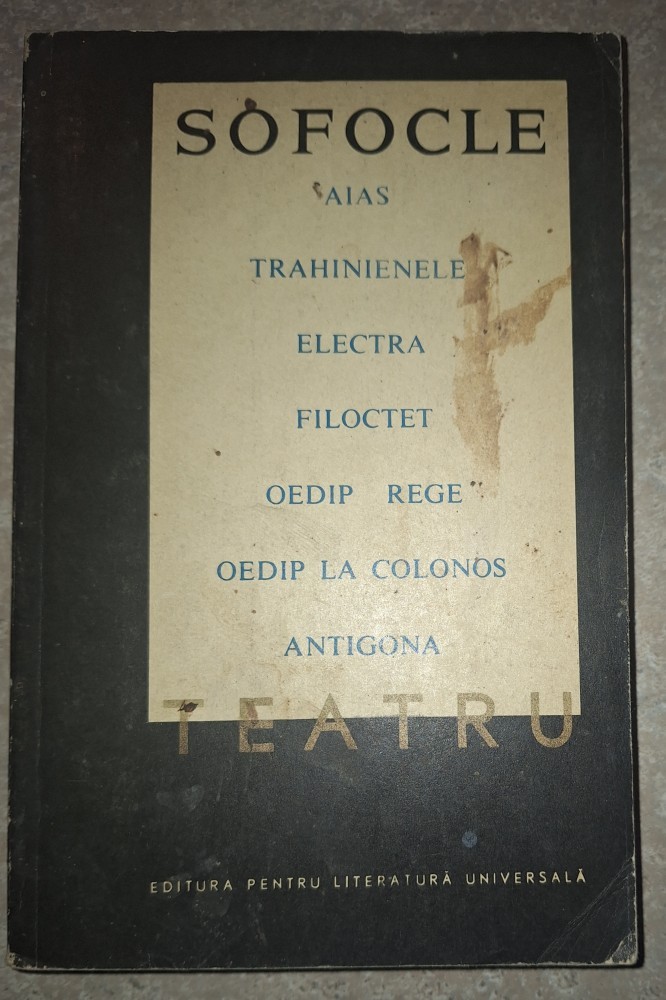 SOFOCLE
AIAS
TRAHINIENELE
ELECTRA
FILOCTET
OEDIP REGE
OEDIP LA COLONOS
ANTIGONA
TEATRU
EDITURA PENTRU LITERATURĂ UNIVERSALĂ